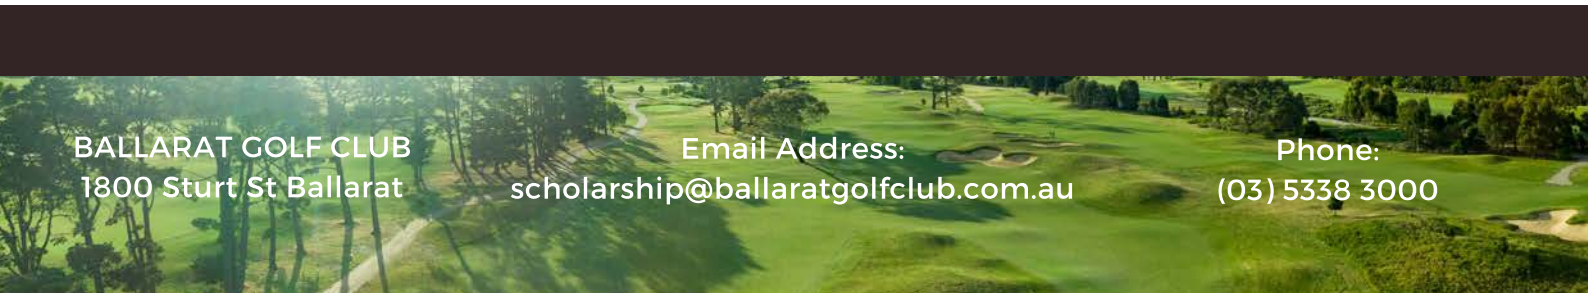 BALLARAT GOLF CLUB
1800 Sturt St Ballarat
Email Address:
scholarship@ballaratgolfclub.com.au
Phone:
(03) 5338 3000